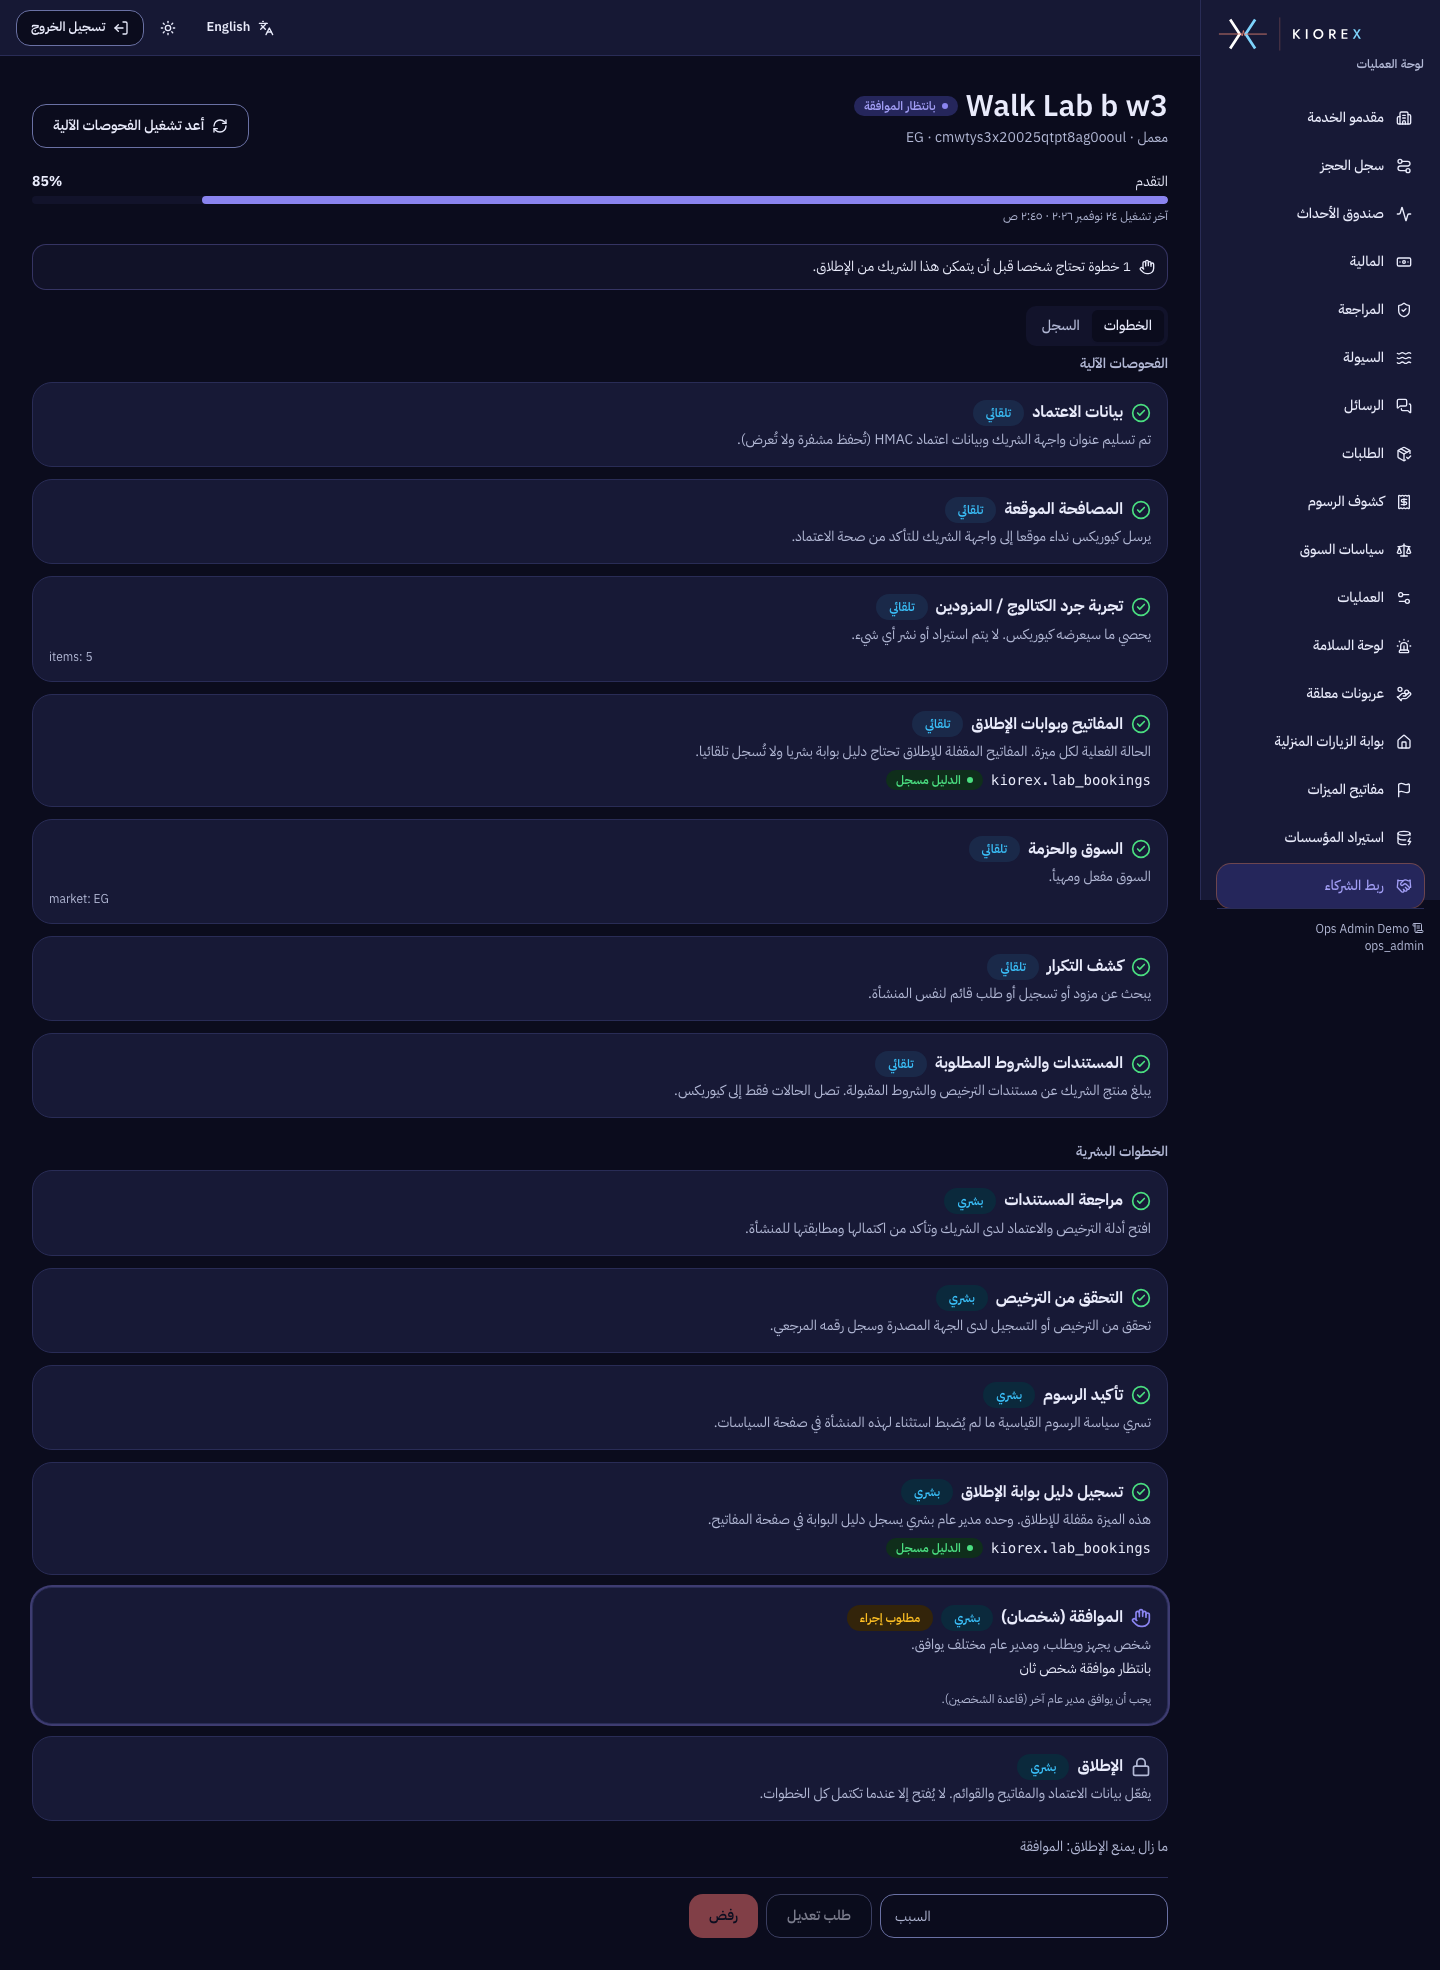 KIOREX
لوحة العمليات
مقدمو الخدمة
سجل الحجز
صندوق الأحداث
المالية
المراجعة
السيولة
الرسائل
الطلبات
كشوف الرسوم
سياسات السوق
العمليات
لوحة السلامة
عربونات معلقة
بوابة الزيارات المنزلية
مفاتيح الميزات
استيراد المؤسسات
ربط الشركاء
Ops Admin Demo
ops_admin
English
تسجيل الخروج
Walk Lab b w3
بانتظار الموافقة
معمل · EG · cmwtys3x20025qtpt8ag0ooul
أعد تشغيل الفحوصات الآلية
التقدم
85%
آخر تشغيل ٢٤ نوفمبر ٢٠٢٦ · ٢:٤٥ ص
1 خطوة تحتاج شخصا قبل أن يتمكن هذا الشريك من الإطلاق.
الخطوات
السجل
الفحوصات الآلية
بيانات الاعتماد تلقائي
تم تسليم عنوان واجهة الشريك وبيانات اعتماد HMAC (تُحفظ مشفرة ولا تُعرض).
المصافحة الموقعة تلقائي
يرسل كيوريكس نداء موقعا إلى واجهة الشريك للتأكد من صحة الاعتماد.
تجربة جرد الكتالوج / المزودين تلقائي
يحصي ما سيعرضه كيوريكس. لا يتم استيراد أو نشر أي شيء.
items: 5
المفاتيح وبوابات الإطلاق تلقائي
الحالة الفعلية لكل ميزة. المفاتيح المقفلة للإطلاق تحتاج دليل بوابة بشريا ولا تُسجل تلقائيا.
kiorex.lab_bookings الدليل مسجل
السوق والحزمة تلقائي
السوق مفعل ومهيأ.
market: EG
كشف التكرار تلقائي
يبحث عن مزود أو تسجيل أو طلب قائم لنفس المنشأة.
المستندات والشروط المطلوبة تلقائي
يبلغ منتج الشريك عن مستندات الترخيص والشروط المقبولة. تصل الحالات فقط إلى كيوريكس.
الخطوات البشرية
مراجعة المستندات بشري
افتح أدلة الترخيص والاعتماد لدى الشريك وتأكد من اكتمالها ومطابقتها للمنشأة.
التحقق من الترخيص بشري
تحقق من الترخيص أو التسجيل لدى الجهة المصدرة وسجل رقمه المرجعي.
تأكيد الرسوم بشري
تسري سياسة الرسوم القياسية ما لم يُضبط استثناء لهذه المنشأة في صفحة السياسات.
تسجيل دليل بوابة الإطلاق بشري
هذه الميزة مقفلة للإطلاق. وحده مدير عام بشري يسجل دليل البوابة في صفحة المفاتيح.
kiorex.lab_bookings الدليل مسجل
الموافقة (شخصان) بشري مطلوب إجراء
شخص يجهز ويطلب، ومدير عام مختلف يوافق.
بانتظار موافقة شخص ثان
يجب أن يوافق مدير عام آخر (قاعدة الشخصين).
الإطلاق بشري
يفعّل بيانات الاعتماد والمفاتيح والقوائم. لا يُفتح إلا عندما تكتمل كل الخطوات.
ما زال يمنع الإطلاق: الموافقة
السبب
طلب تعديل
رفض